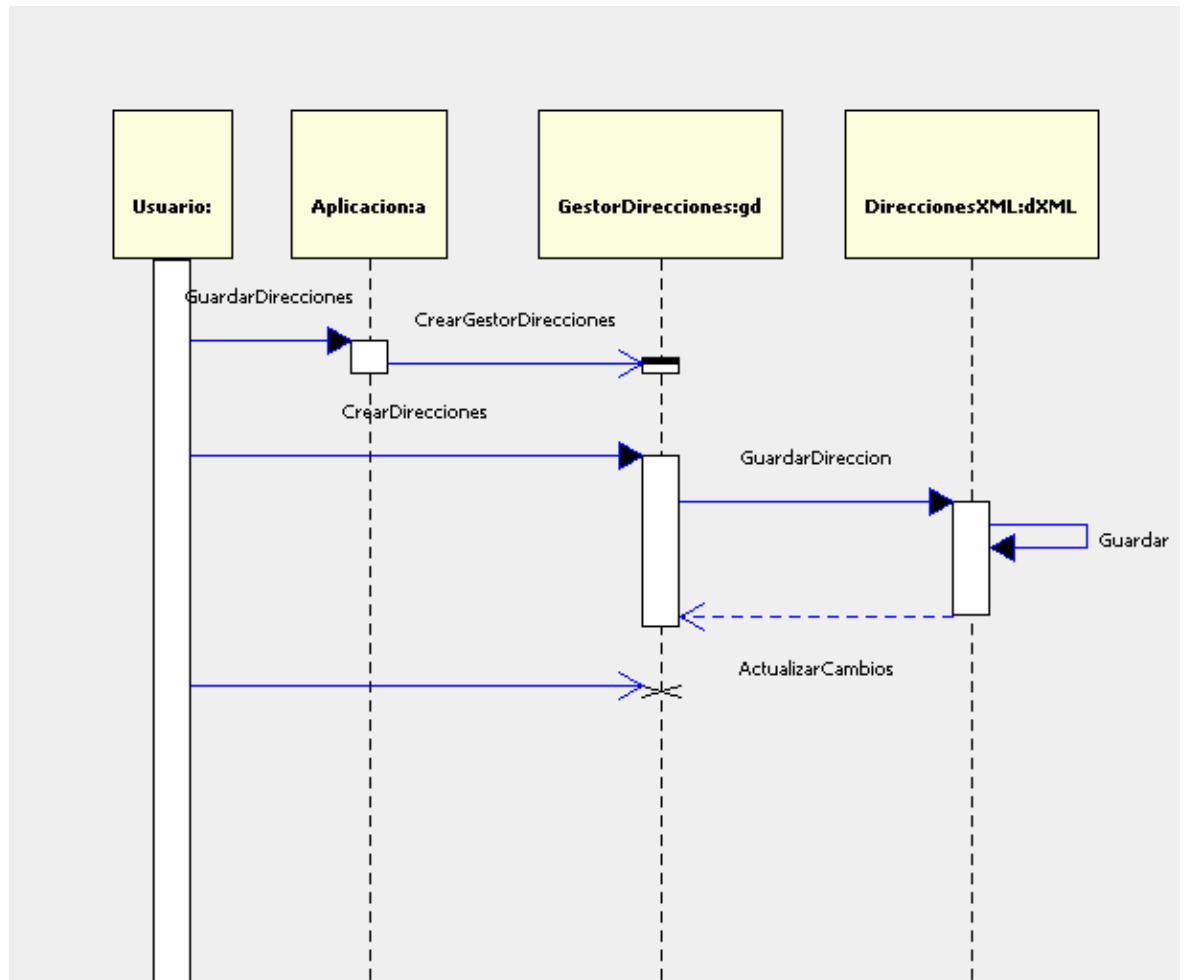 Usuario:
Aplicacion:a
GestorDirecciones:gd
DireccionesXML:dXML
GuardarDirecciones
CrearGestorDirecciones
CrearDirecciones
GuardarDireccion
Guardar
ActualizarCambios